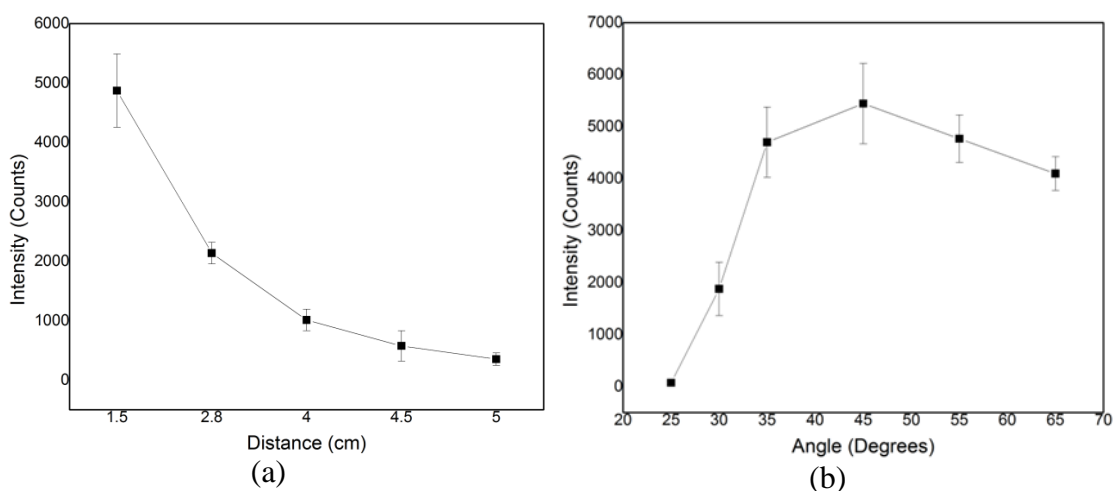 6000
5000
4000
3000
2000
1000
0
Intensity (Counts)
1.5 2.8 4 4.5 5
Distance (cm)
(a)
7000
6000
5000
4000
3000
2000
1000
0
Intensity (Counts)
20 25 30 35 40 45 50 55 60 65 70
Angle (Degrees)
(b)